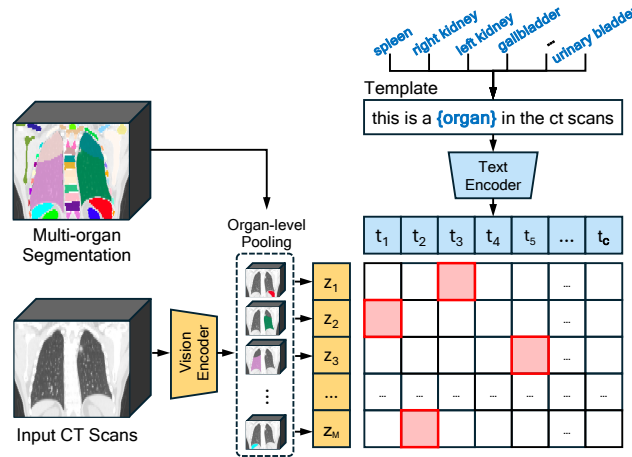 spleen
right kidney
left kidney
gallbladder
...
urinary bladder
Template
this is a {organ} in the ct scans
Text
Encoder
Multi-organ
Segmentation
Organ-level
Pooling
t1 t2 t3 t4 t5 ... tc
z1
...
z2
...
Vision
Encoder
z3
...
...
... ... ... ... ... ... ...
Input CT Scans
zM
...